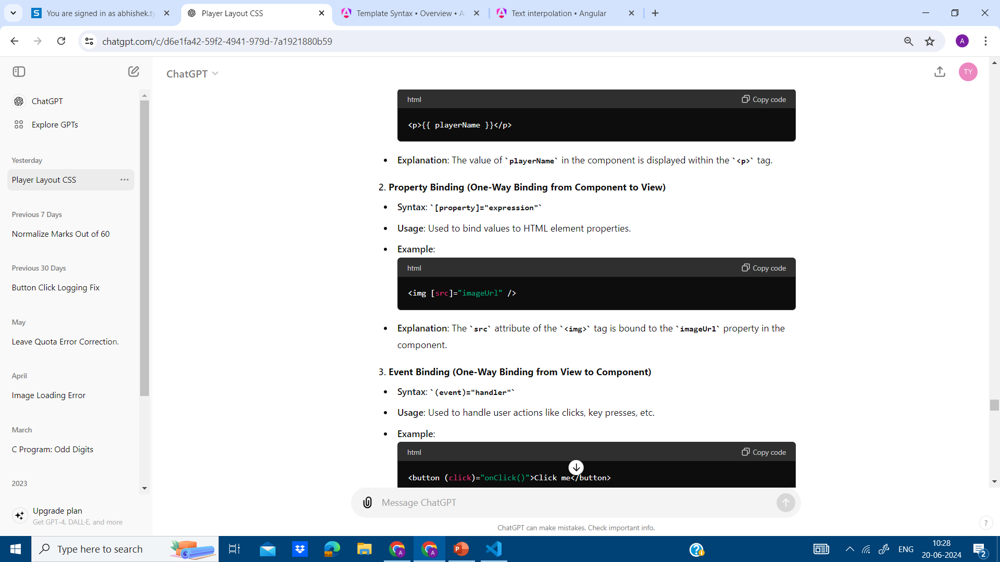 You are signed in as abhishek.ty
Player Layout CSS
Template Syntax • Overview • A
Text interpolation • Angular
chatgpt.com/c/d6e1fa42-59f2-4941-979d-7a1921880b59
A
ChatGPT
TY
ChatGPT
Explore GPTs
Yesterday
Player Layout CSS
Previous 7 Days
Normalize Marks Out of 60
Previous 30 Days
Button Click Logging Fix
May
Leave Quota Error Correction.
April
Image Loading Error
March
C Program: Odd Digits
2023
Upgrade plan
Get GPT-4, DALL·E, and more
html
Copy code
<p>{{ playerName }}</p>
• Explanation: The value of `playerName` in the component is displayed within the `<p>` tag.
2. Property Binding (One-Way Binding from Component to View)
• Syntax: `[property]="expression"`
• Usage: Used to bind values to HTML element properties.
• Example:
html
Copy code
<img [src]="imageUrl" />
• Explanation: The `src` attribute of the `<img>` tag is bound to the `imageUrl` property in the
component.
3. Event Binding (One-Way Binding from View to Component)
• Syntax: `(event)="handler"`
• Usage: Used to handle user actions like clicks, key presses, etc.
• Example:
html
Copy code
<button (click)="onClick()">Click me</button>
Message ChatGPT
ChatGPT can make mistakes. Check important info.
?
Type here to search
ENG
10:28
20-06-2024
2